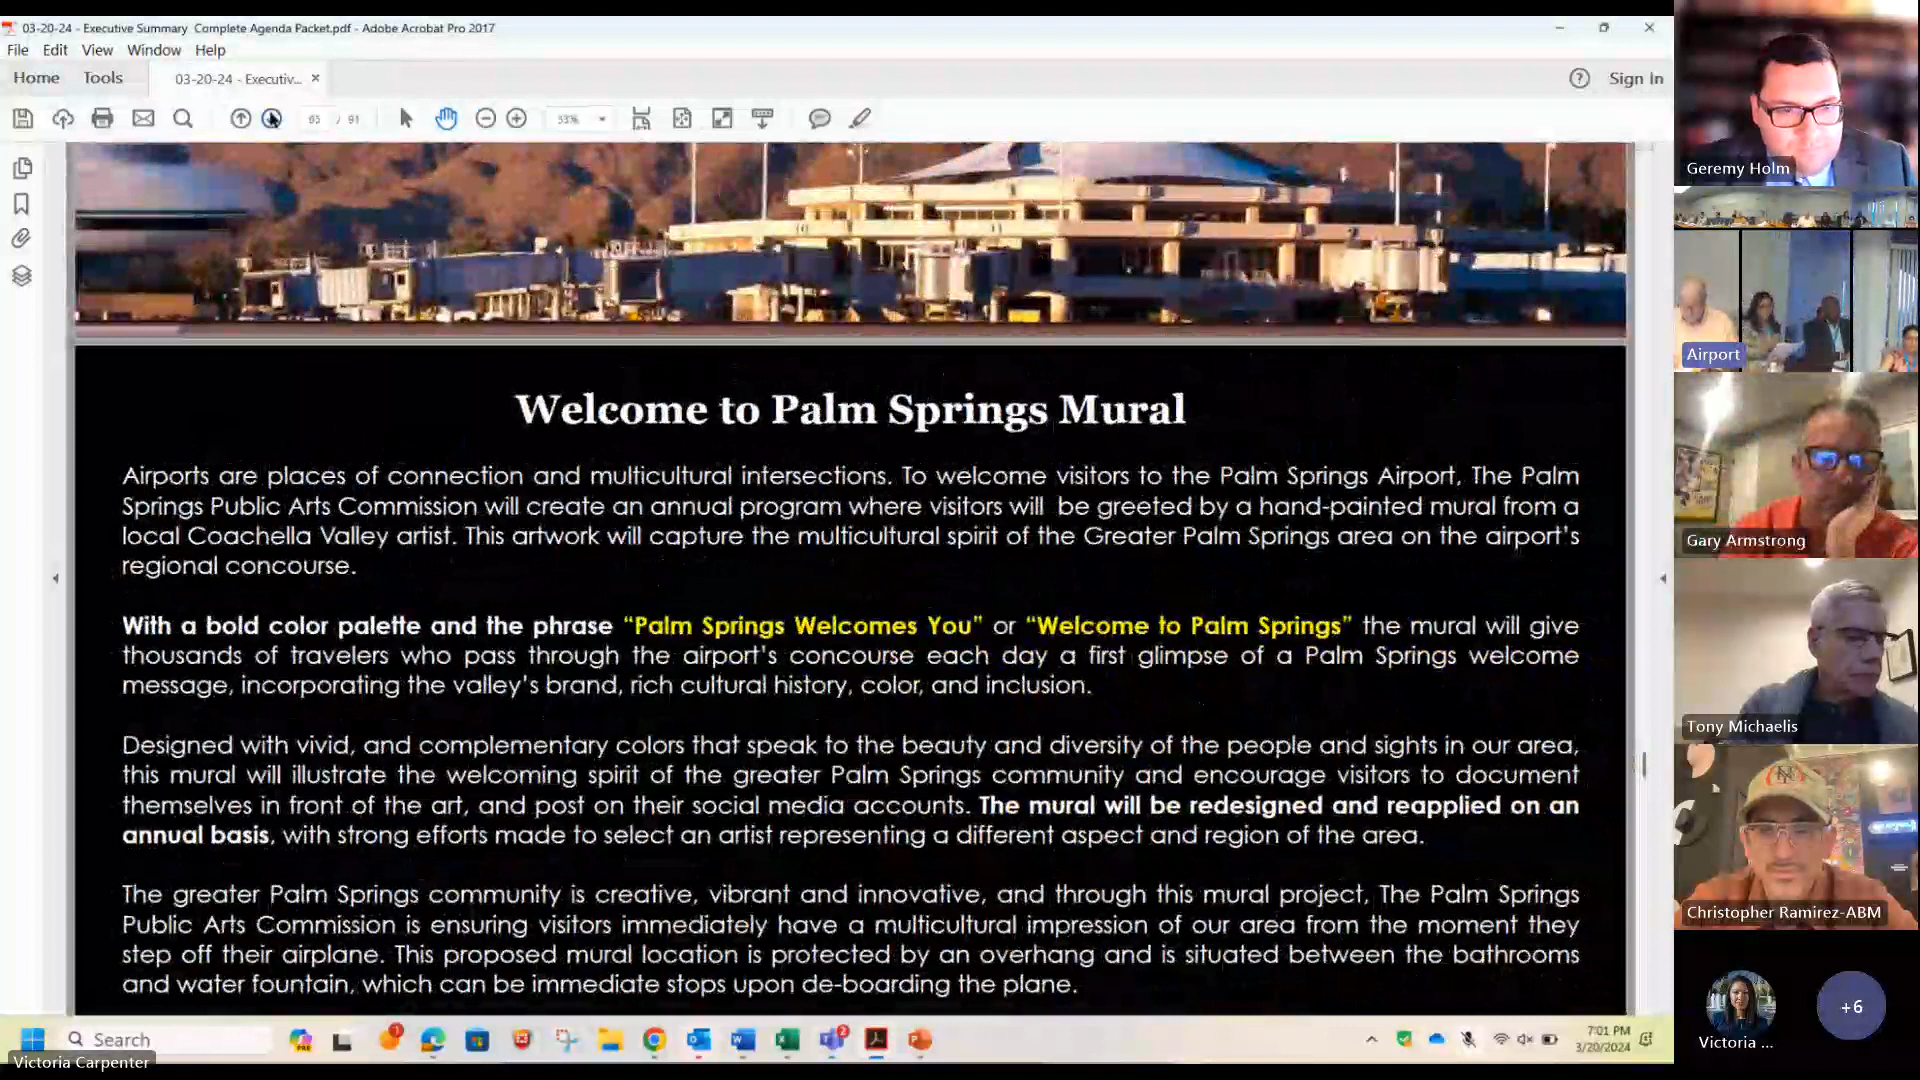 03-20-24 - Executive Summary  Complete Agenda Packet.pdf - Adobe Acrobat Pro 2017
File Edit View Window Help
Home Tools 03-20-24 - Executiv... × Sign In
65 / 91 53%
Welcome to Palm Springs Mural
Airports are places of connection and multicultural intersections. To welcome visitors to the Palm Springs Airport, The Palm
Springs Public Arts Commission will create an annual program where visitors will be greeted by a hand-painted mural from a
local Coachella Valley artist. This artwork will capture the multicultural spirit of the Greater Palm Springs area on the airport's
regional concourse.
With a bold color palette and the phrase “Palm Springs Welcomes You” or “Welcome to Palm Springs” the mural will give
thousands of travelers who pass through the airport's concourse each day a first glimpse of a Palm Springs welcome
message, incorporating the valley's brand, rich cultural history, color, and inclusion.
Designed with vivid, and complementary colors that speak to the beauty and diversity of the people and sights in our area,
this mural will illustrate the welcoming spirit of the greater Palm Springs community and encourage visitors to document
themselves in front of the art, and post on their social media accounts. The mural will be redesigned and reapplied on an
annual basis, with strong efforts made to select an artist representing a different aspect and region of the area.
The greater Palm Springs community is creative, vibrant and innovative, and through this mural project, The Palm Springs
Public Arts Commission is ensuring visitors immediately have a multicultural impression of our area from the moment they
step off their airplane. This proposed mural location is protected by an overhang and is situated between the bathrooms
and water fountain, which can be immediate stops upon de-boarding the plane.
Search
7:01 PM
3/20/2024
Victoria Carpenter
Geremy Holm
Airport
Gary Armstrong
Tony Michaelis
Christopher Ramirez-ABM
Victoria ...
+6